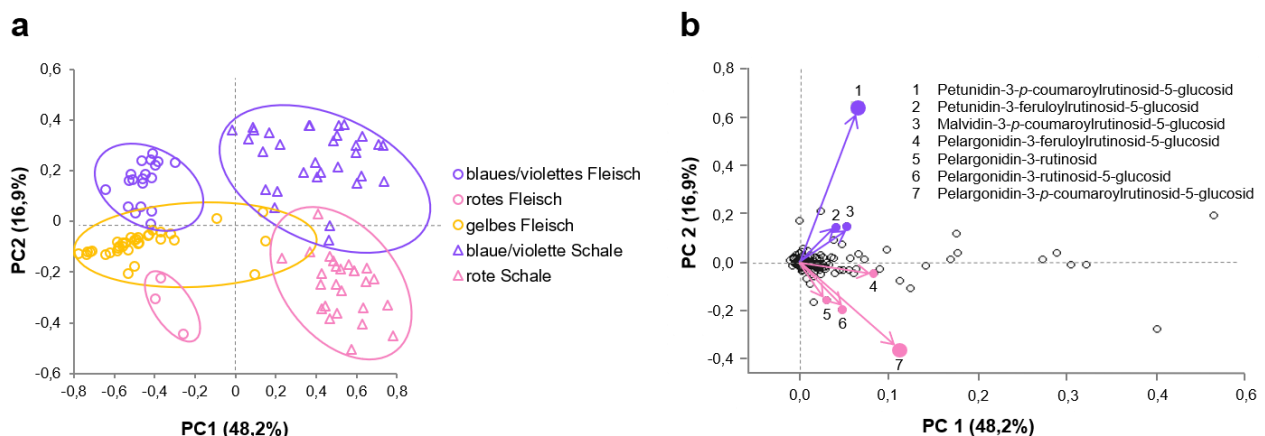 a
0,6
0,4
0,2
0
-0,2
-0,4
-0,6
-0,8
-0,6
-0,4
-0,2
0
0,2
0,4
0,6
0,8
PC2 (16,9%)
PC1 (48,2%)
blaues/violettes Fleisch
rotes Fleisch
gelbes Fleisch
blaue/violette Schale
rote Schale
b
0,8
0,6
0,4
0,2
0,0
-0,2
-0,4
0,0
0,1
0,2
0,3
0,4
0,6
PC 2 (16,9%)
PC 1 (48,2%)
1
2
3
4
5
6
7
1 Petunidin-3-p-coumaroylrutinosid-5-glucosid
2 Petunidin-3-feruloylrutinosid-5-glucosid
3 Malvidin-3-p-coumaroylrutinosid-5-glucosid
4 Pelargonidin-3-feruloylrutinosid-5-glucosid
5 Pelargonidin-3-rutinosid
6 Pelargonidin-3-rutinosid-5-glucosid
7 Pelargonidin-3-p-coumaroylrutinosid-5-glucosid